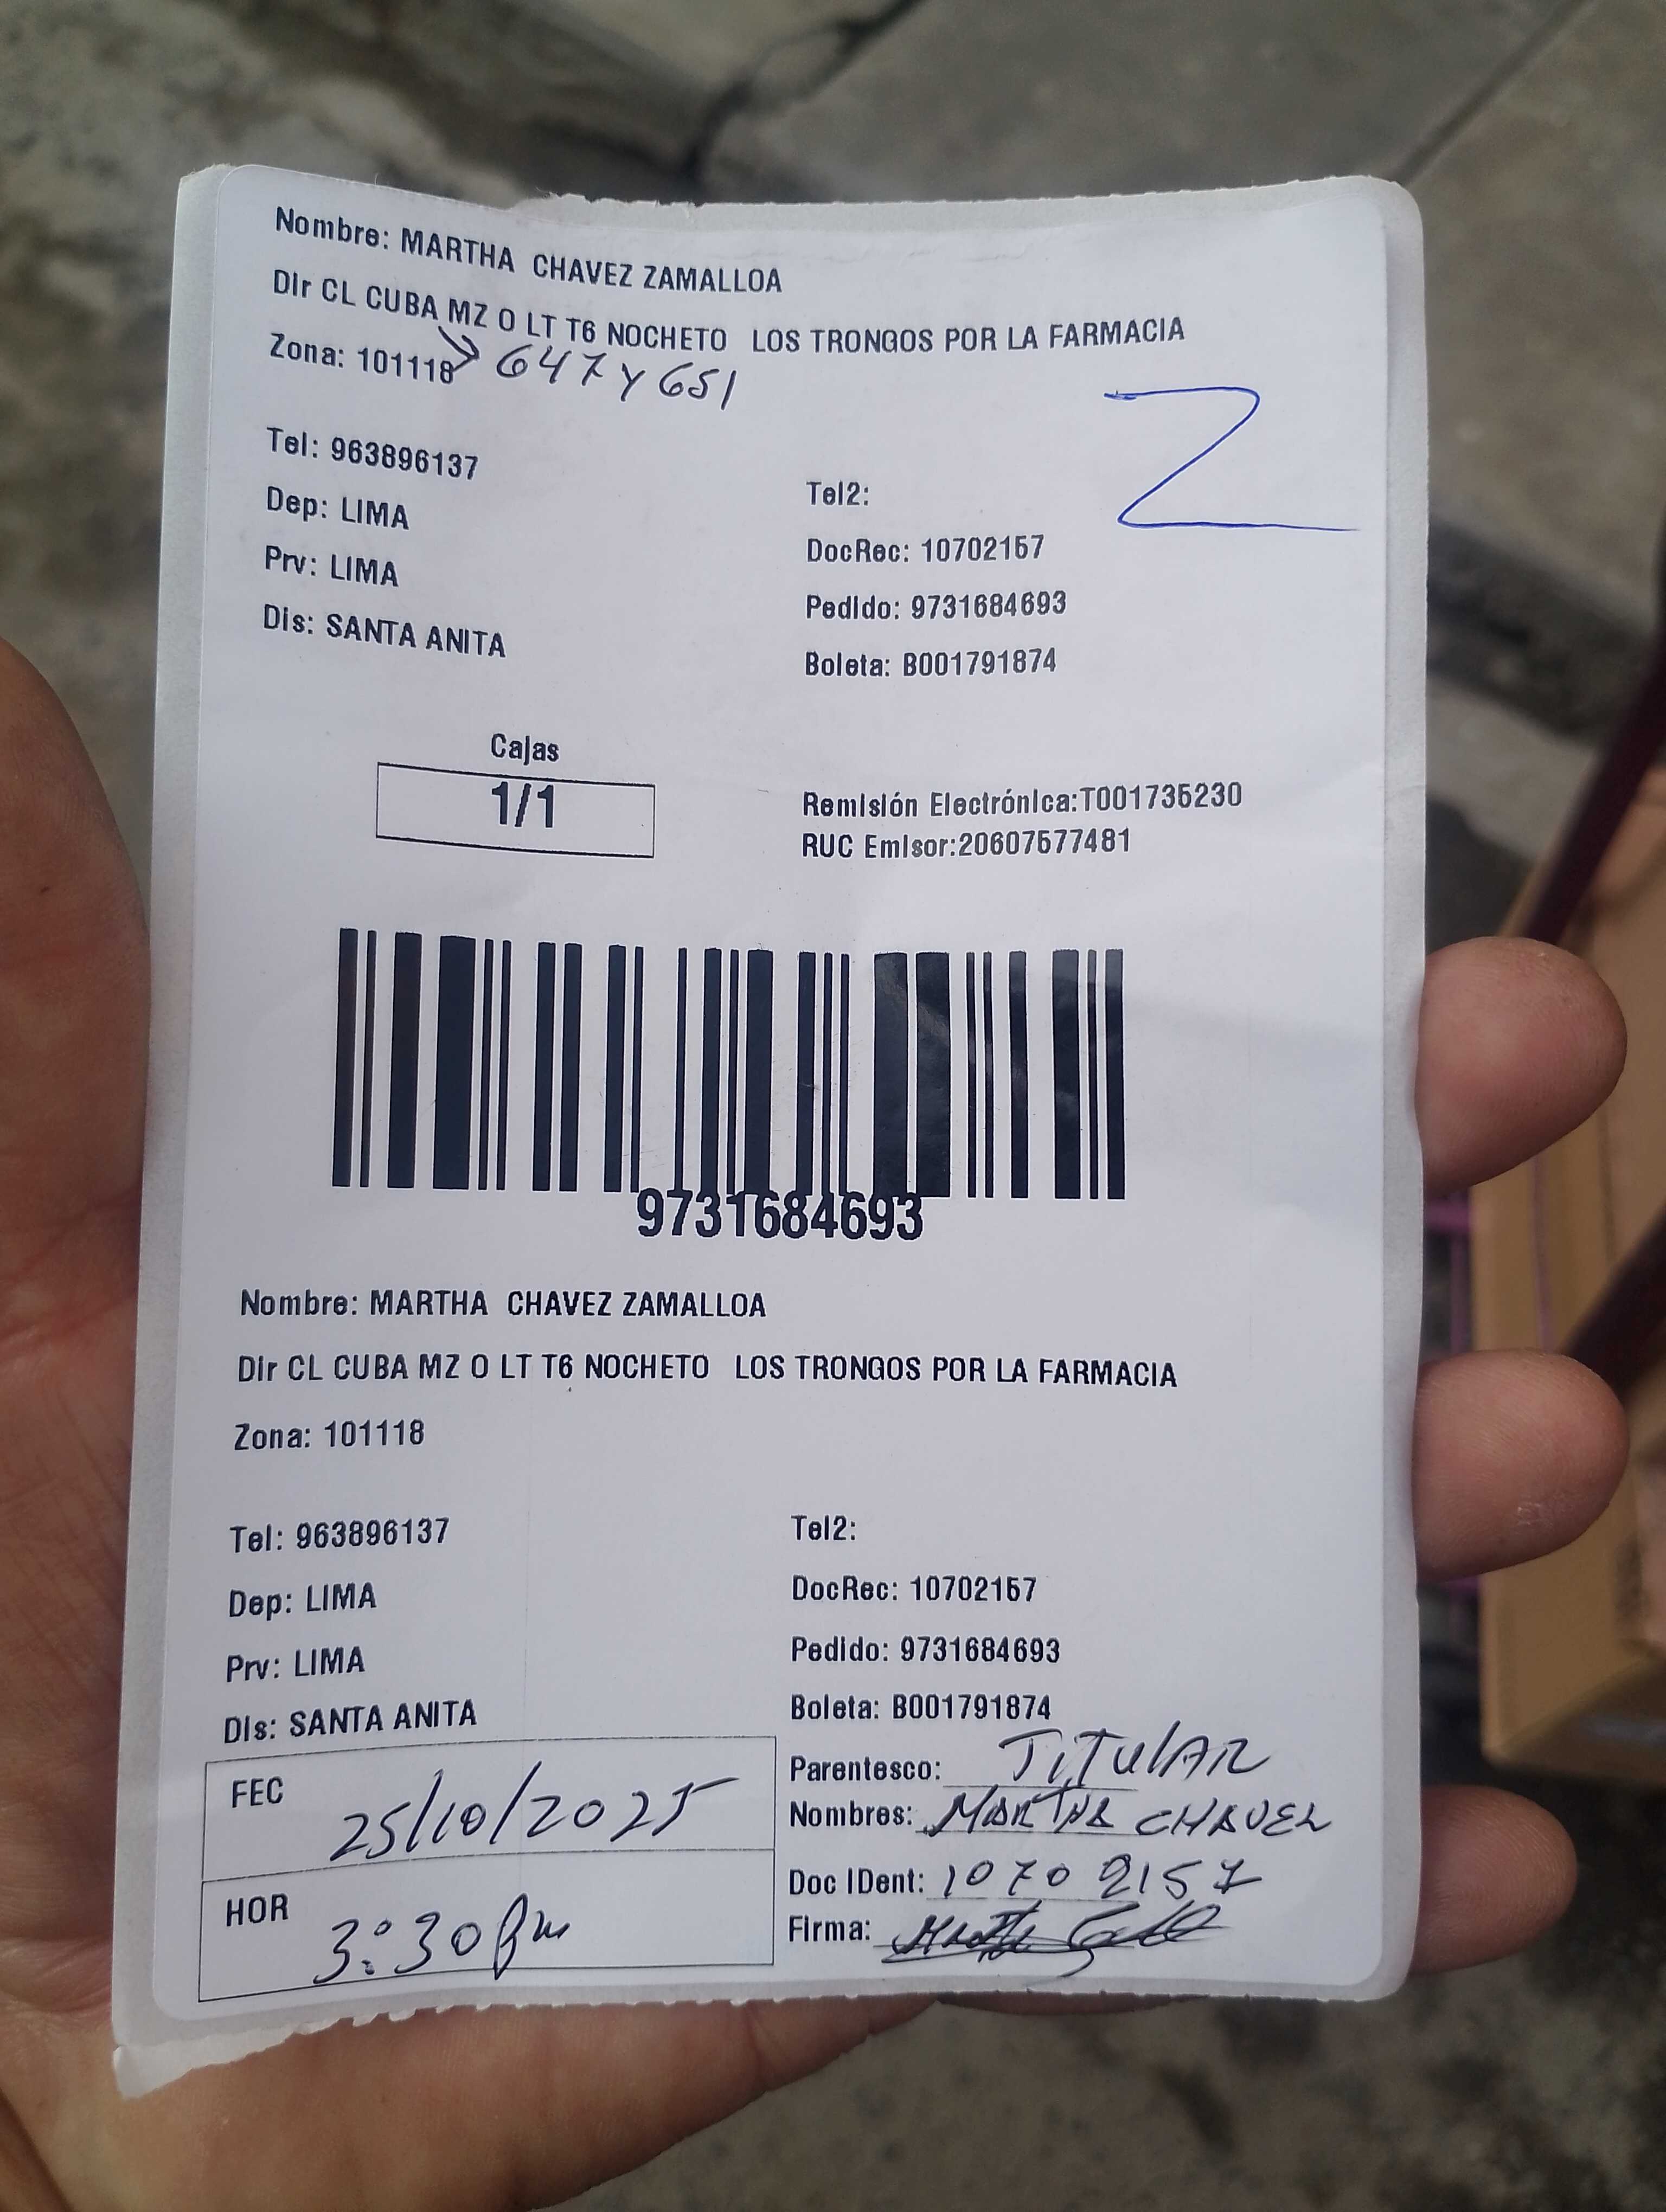 Nombre: MARTHA CHAVEZ ZAMALLOA
Dir CL CUBA MZ O LT T6 NOCHETO LOS TRONGOS POR LA FARMACIA
Zona: 101118 647 Y 651
Z
Tel: 963896137
Tel2:
Dep: LIMA
DocRec: 10702157
Prv: LIMA
Pedido: 9731684693
Dis: SANTA ANITA
Boleta: B001791874
Cajas
1/1
Remisión Electrónica:T001735230
RUC Emisor:20607577481
9731684693
Nombre: MARTHA CHAVEZ ZAMALLOA
Dir CL CUBA MZ O LT T6 NOCHETO LOS TRONGOS POR LA FARMACIA
Zona: 101118
Tel: 963896137
Tel2:
Dep: LIMA
DocRec: 10702157
Prv: LIMA
Pedido: 9731684693
Dis: SANTA ANITA
Boleta: B001791874
FEC 25/10/2025
HOR 3:30 pm
Parentesco: TITULAR
Nombres: MARTHA CHAVEZ
Doc IDent: 10702157
Firma: